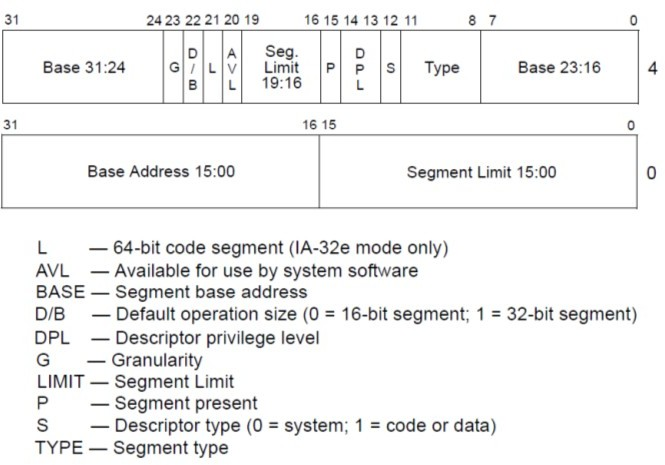 31 24 23 22 21 20 19 16 15 14 13 12 11 8 7 0
Base 31:24 G D/B L AVL Seg. Limit 19:16 P DPL S Type Base 23:16 4
31 16 15 0
Base Address 15:00 Segment Limit 15:00 0
L — 64-bit code segment (IA-32e mode only)
AVL — Available for use by system software
BASE — Segment base address
D/B — Default operation size (0 = 16-bit segment; 1 = 32-bit segment)
DPL — Descriptor privilege level
G — Granularity
LIMIT — Segment Limit
P — Segment present
S — Descriptor type (0 = system; 1 = code or data)
TYPE — Segment type